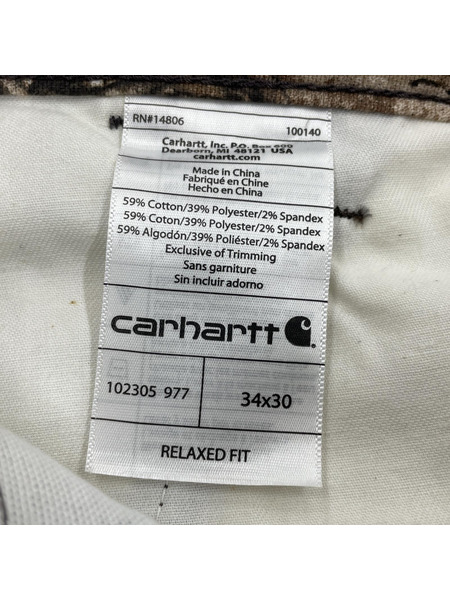 RN#14806
100140
Carhartt, Inc. P.O. Box 600
Dearborn, MI 48121 USA
carhartt.com
Made in China
Fabriqué en Chine
Hecho en China
59% Cotton/39% Polyester/2% Spandex
59% Coton/39% Polyester/2% Spandex
59% Algodón/39% Poliéster/2% Spandex
Exclusive of Trimming
Sans garniture
Sin incluir adorno
carhartt
102305 977
34x30
RELAXED FIT